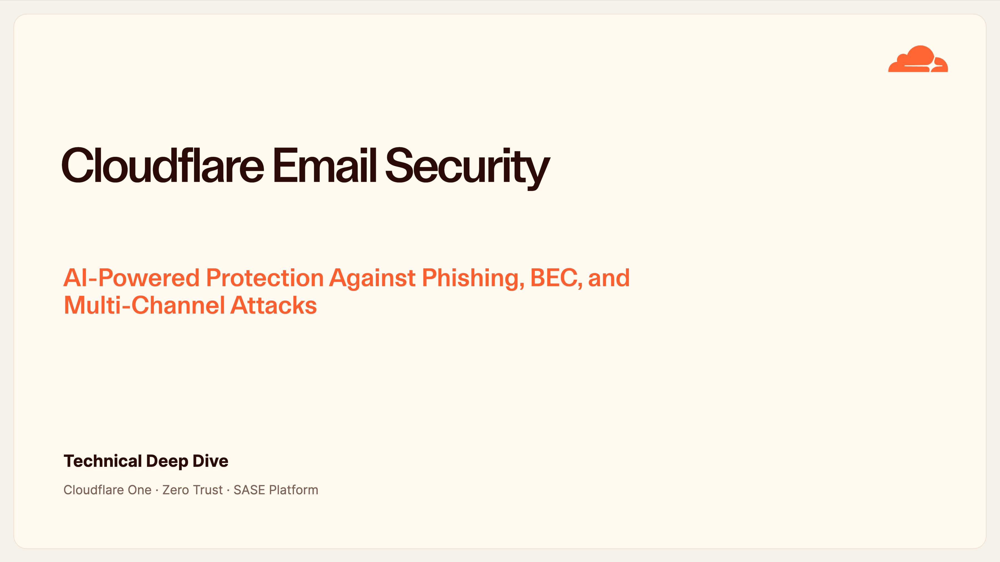 Cloudflare Email Security
AI-Powered Protection Against Phishing, BEC, and
Multi-Channel Attacks
Technical Deep Dive
Cloudflare One · Zero Trust · SASE Platform